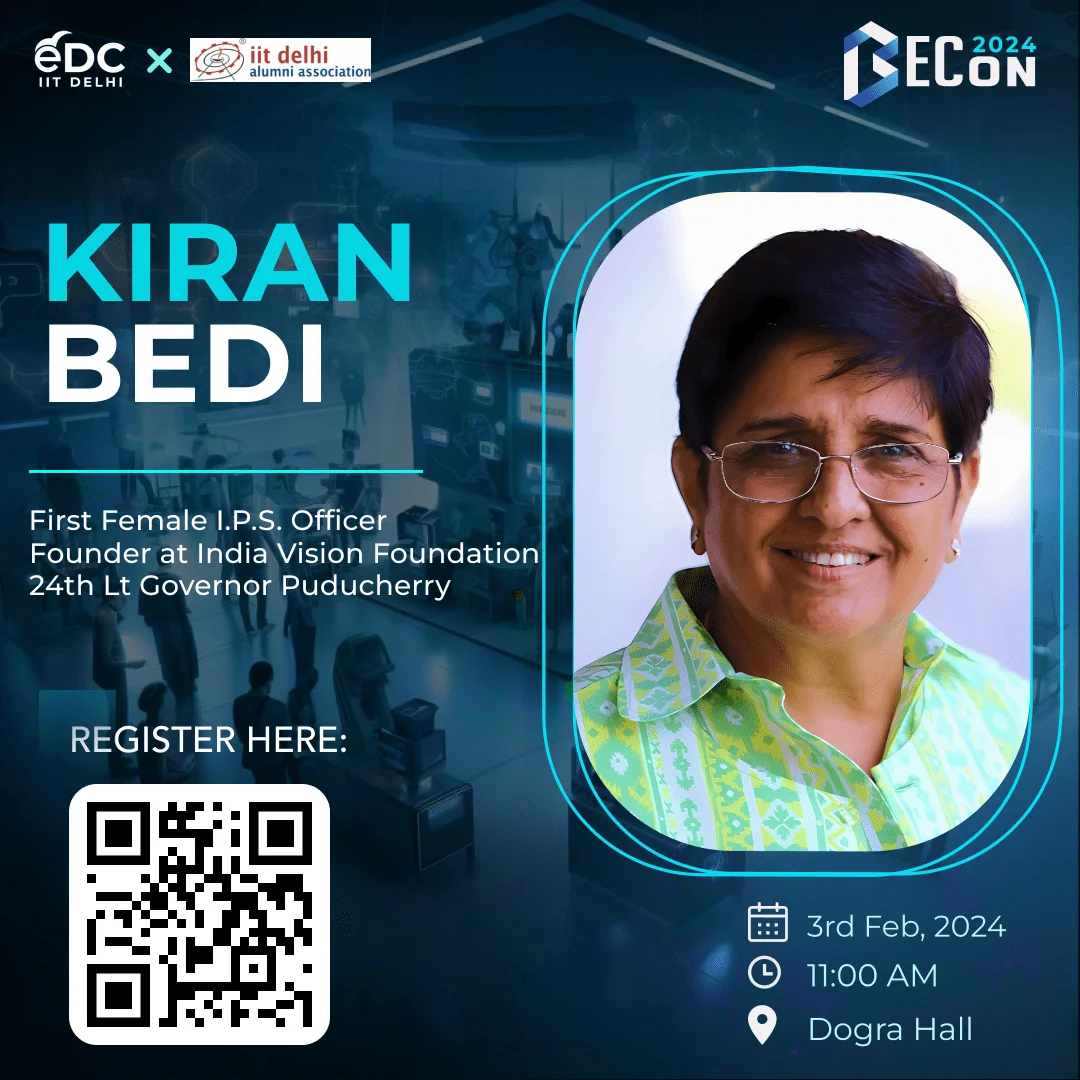 eDC
IIT DELHI
iit delhi
alumni association
BECON 2024
KIRAN
BEDI
First Female I.P.S. Officer
Founder at India Vision Foundation
24th Lt Governor Puducherry
REGISTER HERE:
3rd Feb, 2024
11:00 AM
Dogra Hall